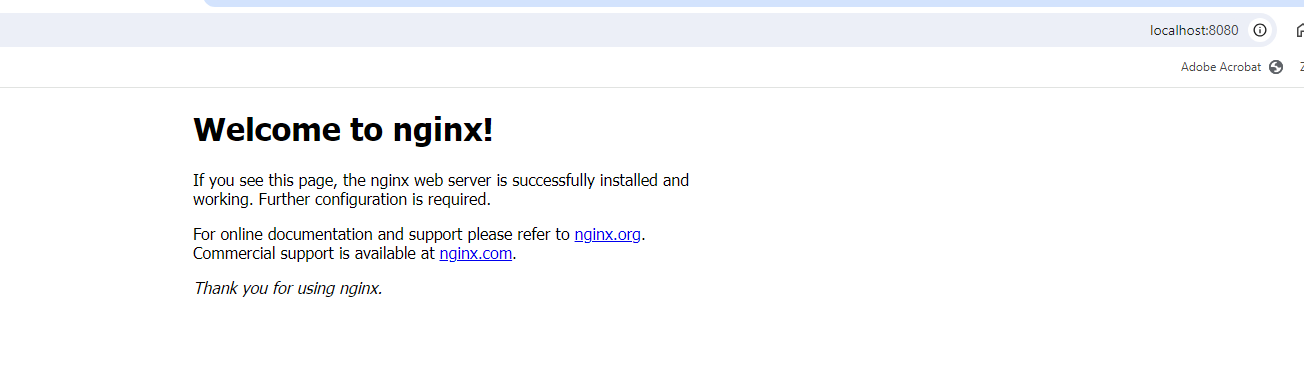 localhost:8080
Adobe Acrobat
Welcome to nginx!
If you see this page, the nginx web server is successfully installed and
working. Further configuration is required.
For online documentation and support please refer to nginx.org.
Commercial support is available at nginx.com.
Thank you for using nginx.